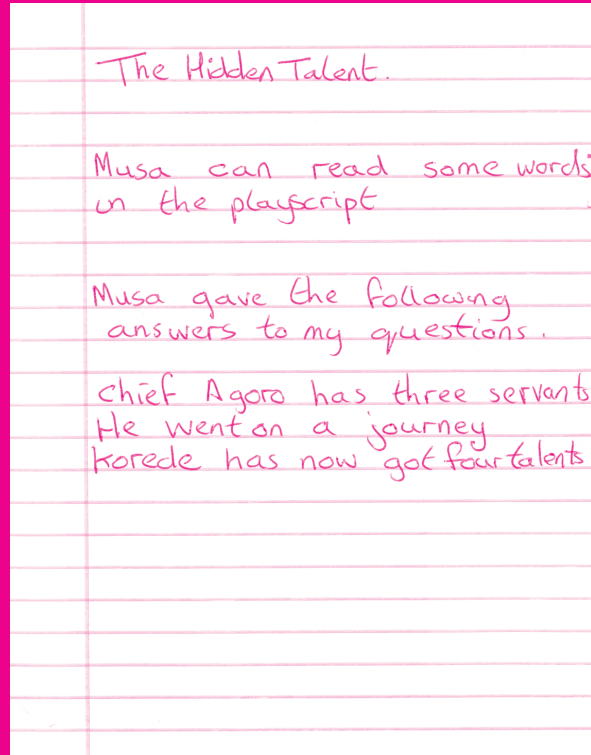 The Hidden Talent.
Musa can read some words
in the playscript
Musa gave the following
answers to my questions.
Chief Agoro has three servants
He went on a journey
Korede has now got four talents